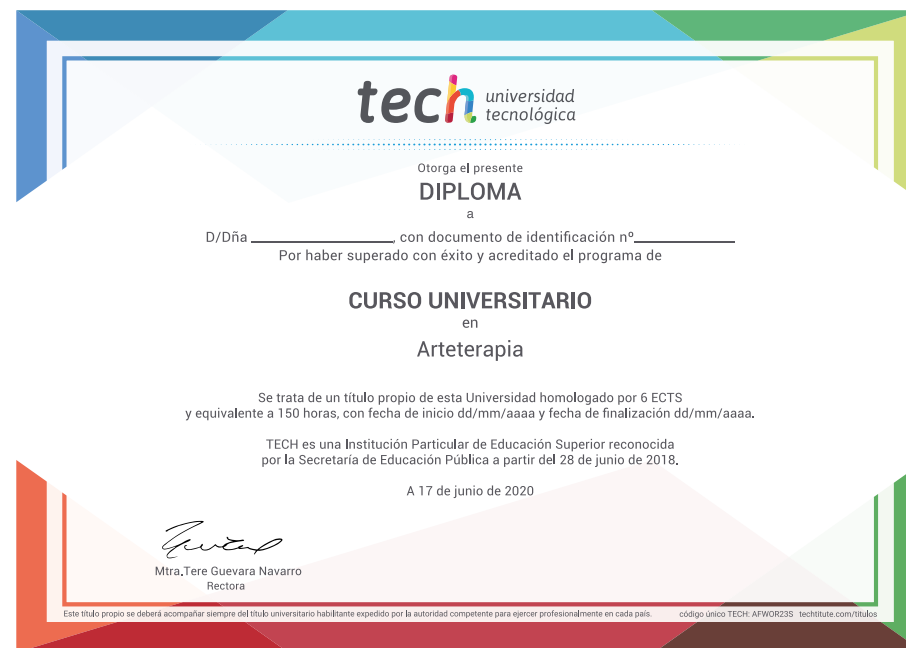 tech universidad
tecnológica
Otorga el presente
DIPLOMA
a
D/Dña ____________________, con documento de identificación nº______________
Por haber superado con éxito y acreditado el programa de
CURSO UNIVERSITARIO
en
Arteterapia
Se trata de un título propio de esta Universidad homologado por 6 ECTS
y equivalente a 150 horas, con fecha de inicio dd/mm/aaaa y fecha de finalización dd/mm/aaaa.
TECH es una Institución Particular de Educación Superior reconocida
por la Secretaría de Educación Pública a partir del 28 de junio de 2018.
A 17 de junio de 2020
Mtra.Tere Guevara Navarro
Rectora
Este título propio se deberá acompañar siempre del título universitario habilitante expedido por la autoridad competente para ejercer profesionalmente en cada país. código único TECH: AFWOR23S techtitute.com/titulos